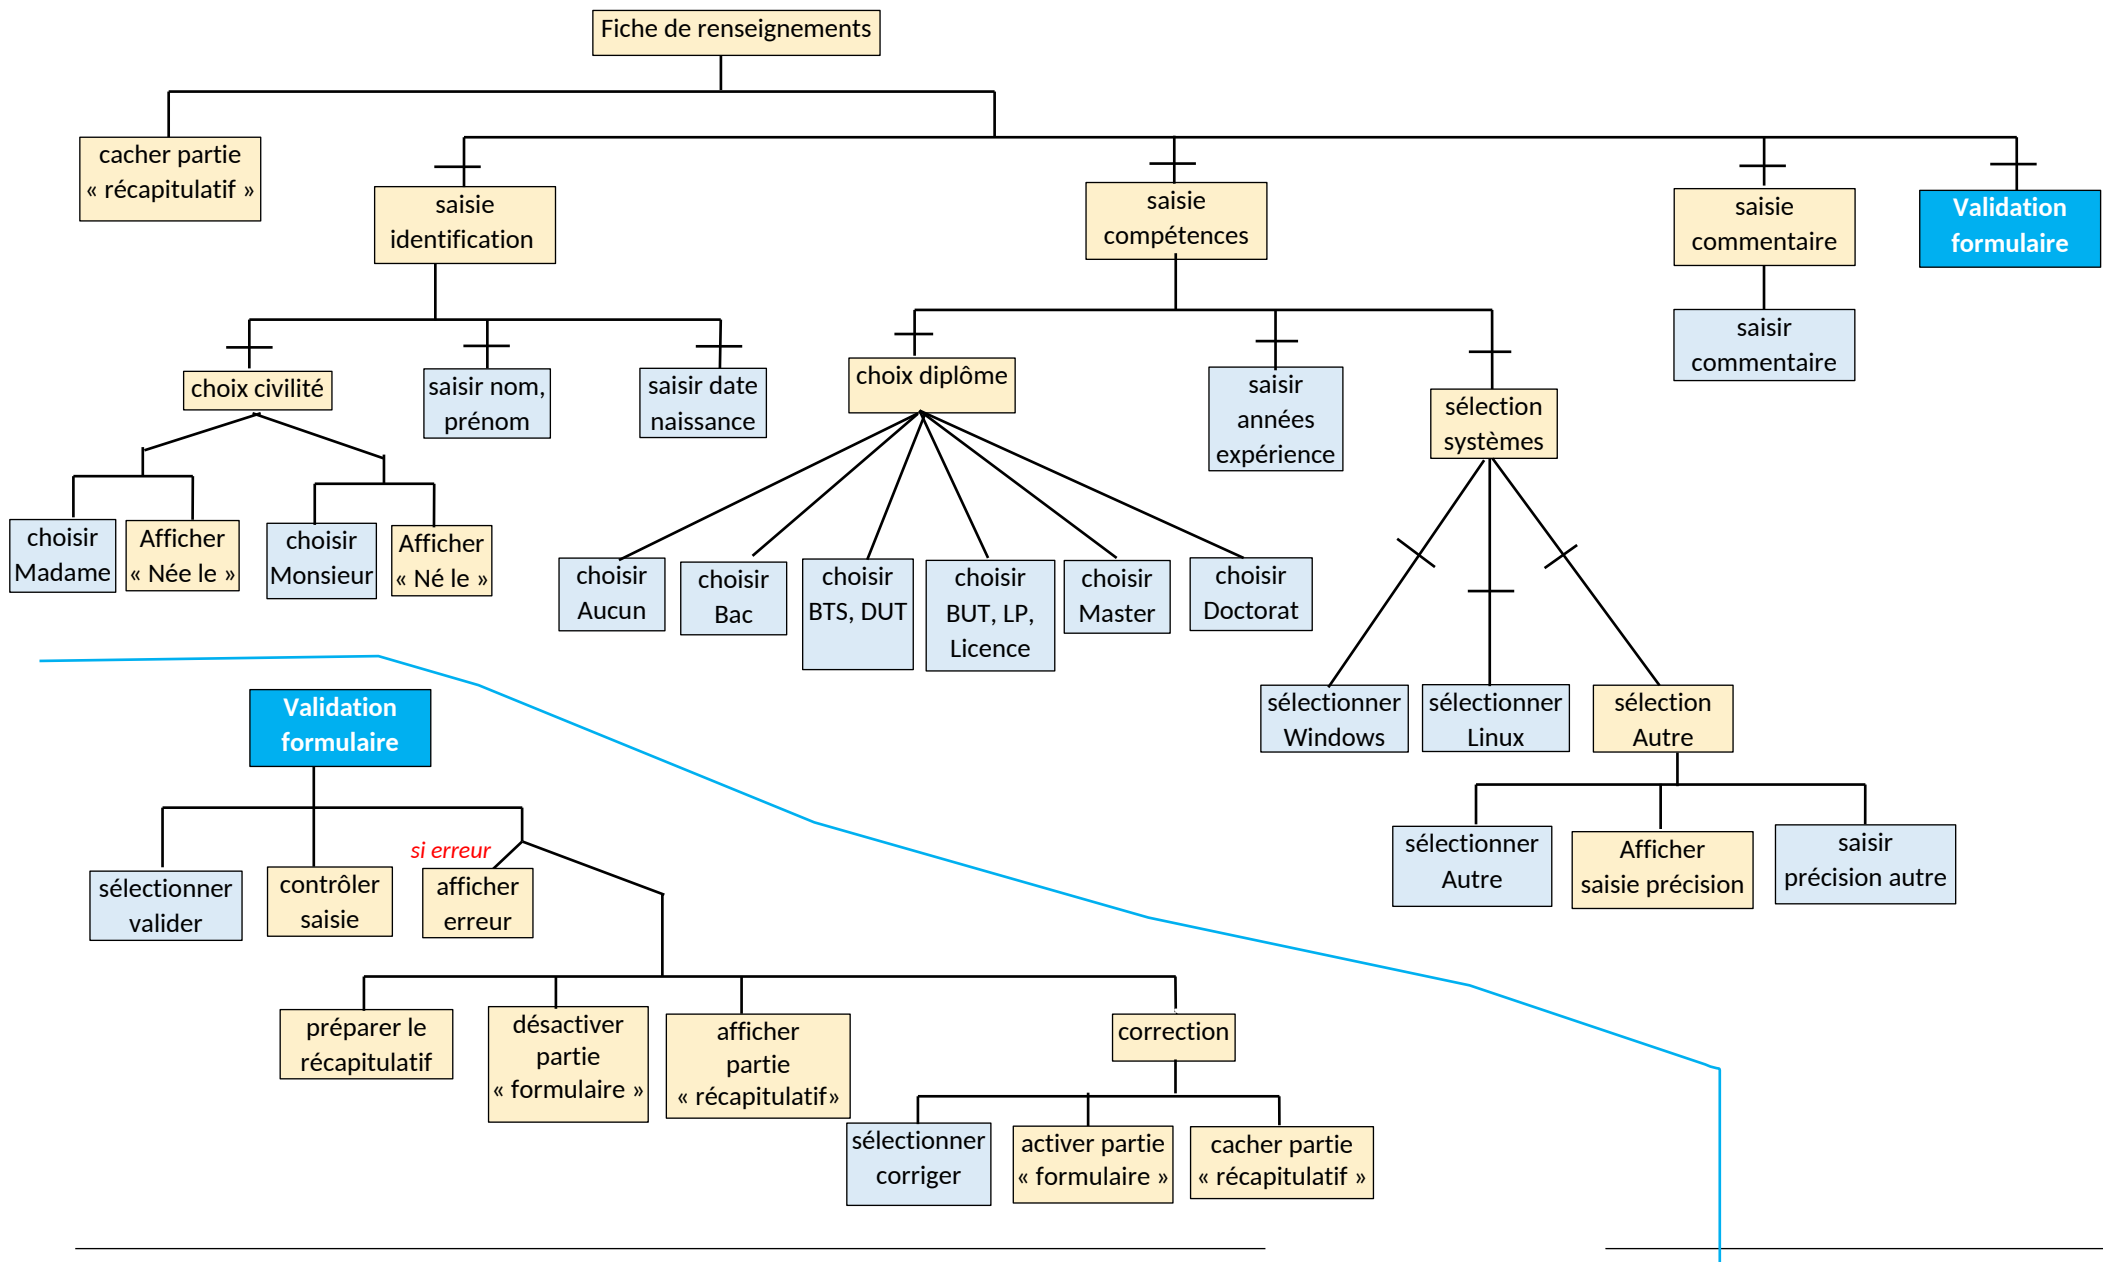 Fiche de renseignements
cacher partie
« récapitulatif »
saisie
identification
saisie
compétences
saisie
commentaire
Validation
formulaire
choix civilité
saisir nom,
prénom
saisir date
naissance
choix diplôme
saisir
années
expérience
sélection
systèmes
saisir
commentaire
choisir
Madame
Afficher
« Née le »
choisir
Monsieur
Afficher
« Né le »
choisir
Aucun
choisir
Bac
choisir
BTS, DUT
choisir
BUT, LP,
Licence
choisir
Master
choisir
Doctorat
sélectionner
Windows
sélectionner
Linux
sélection
Autre
sélectionner
Autre
Afficher
saisie précision
saisir
précision autre
Validation
formulaire
sélectionner
valider
contrôler
saisie
si erreur
afficher
erreur
préparer le
récapitulatif
désactiver
partie
« formulaire »
afficher
partie
« récapitulatif»
correction
sélectionner
corriger
activer partie
« formulaire »
cacher partie
« récapitulatif »